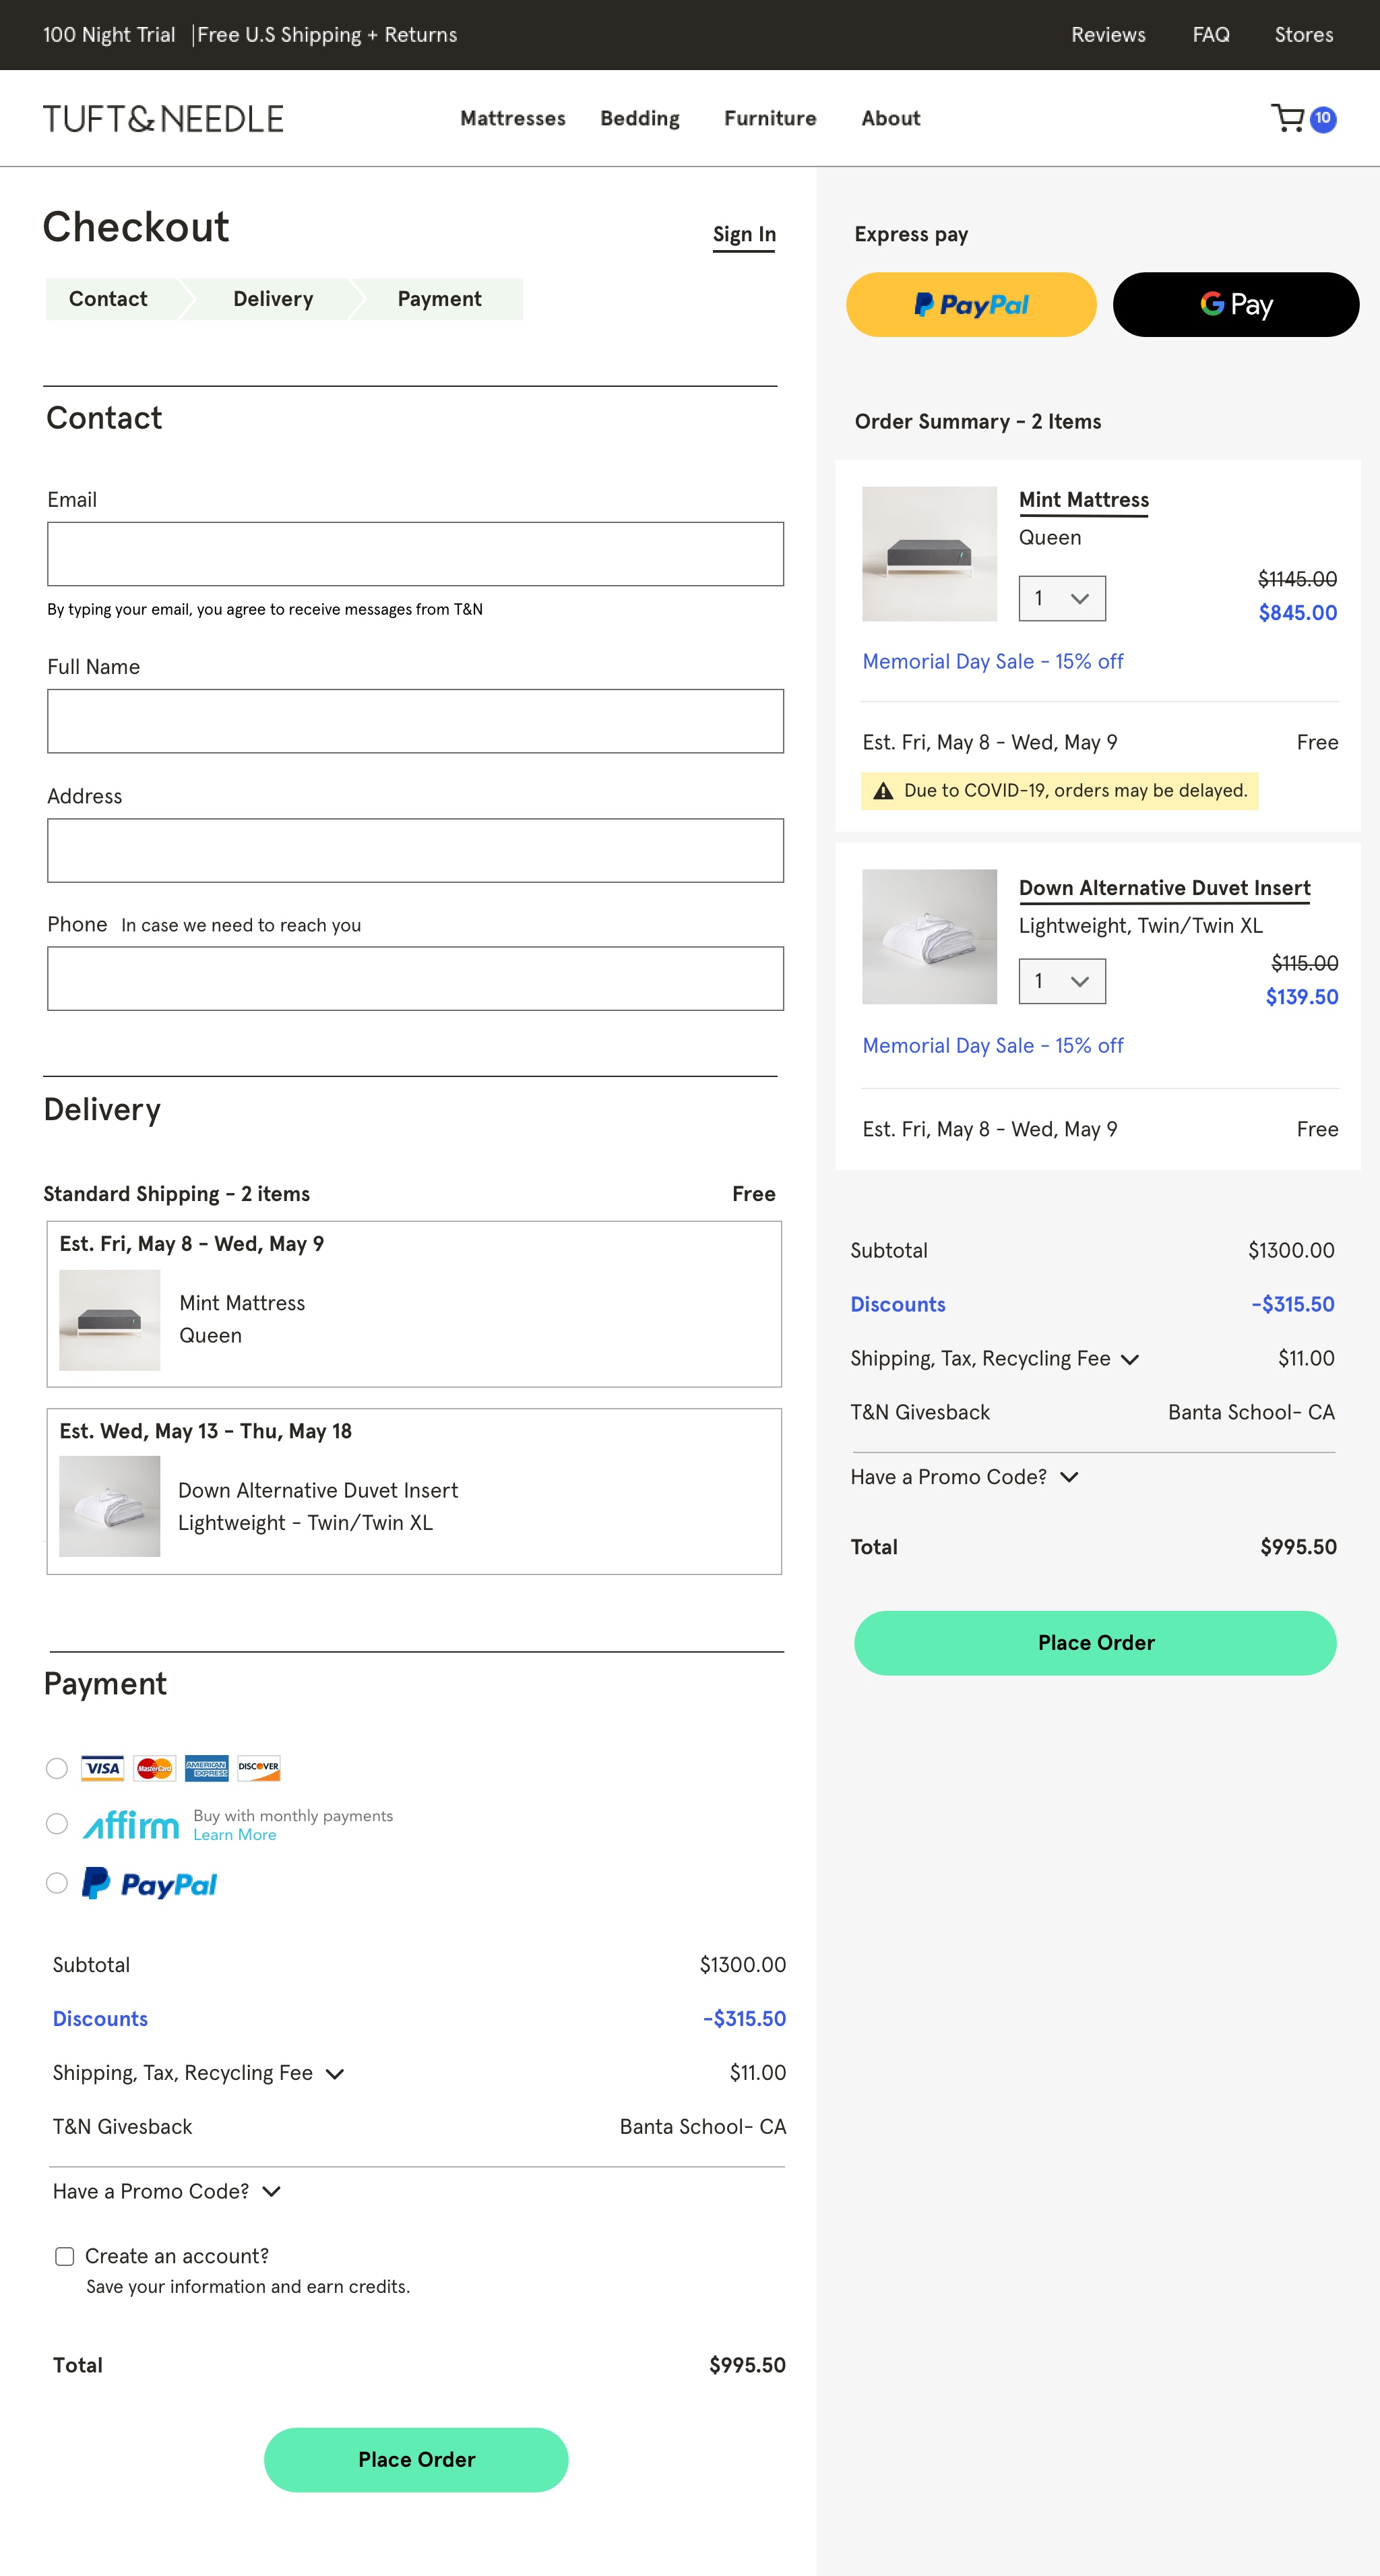 100 Night Trial |Free U.S Shipping + Returns
Reviews FAQ Stores
TUFT&NEEDLE
Mattresses Bedding Furniture About
10
Checkout
Sign In
Contact Delivery Payment
Contact
Email
By typing your email, you agree to receive messages from T&N
Full Name
Address
Phone In case we need to reach you
Delivery
Standard Shipping - 2 items Free
Est. Fri, May 8 - Wed, May 9
Mint Mattress
Queen
Est. Wed, May 13 - Thu, May 18
Down Alternative Duvet Insert
Lightweight - Twin/Twin XL
Payment
VISA MasterCard AMERICAN EXPRESS DISCOVER
affirm
Buy with monthly payments
Learn More
PayPal
Subtotal $1300.00
Discounts -$315.50
Shipping, Tax, Recycling Fee $11.00
T&N Givesback Banta School- CA
Have a Promo Code?
Create an account?
Save your information and earn credits.
Total $995.50
Place Order
Express pay
PayPal
G Pay
Order Summary - 2 Items
Mint Mattress
Queen
1
$1145.00
$845.00
Memorial Day Sale - 15% off
Est. Fri, May 8 - Wed, May 9 Free
Due to COVID-19, orders may be delayed.
Down Alternative Duvet Insert
Lightweight, Twin/Twin XL
1
$115.00
$139.50
Memorial Day Sale - 15% off
Est. Fri, May 8 - Wed, May 9 Free
Subtotal $1300.00
Discounts -$315.50
Shipping, Tax, Recycling Fee $11.00
T&N Givesback Banta School- CA
Have a Promo Code?
Total $995.50
Place Order